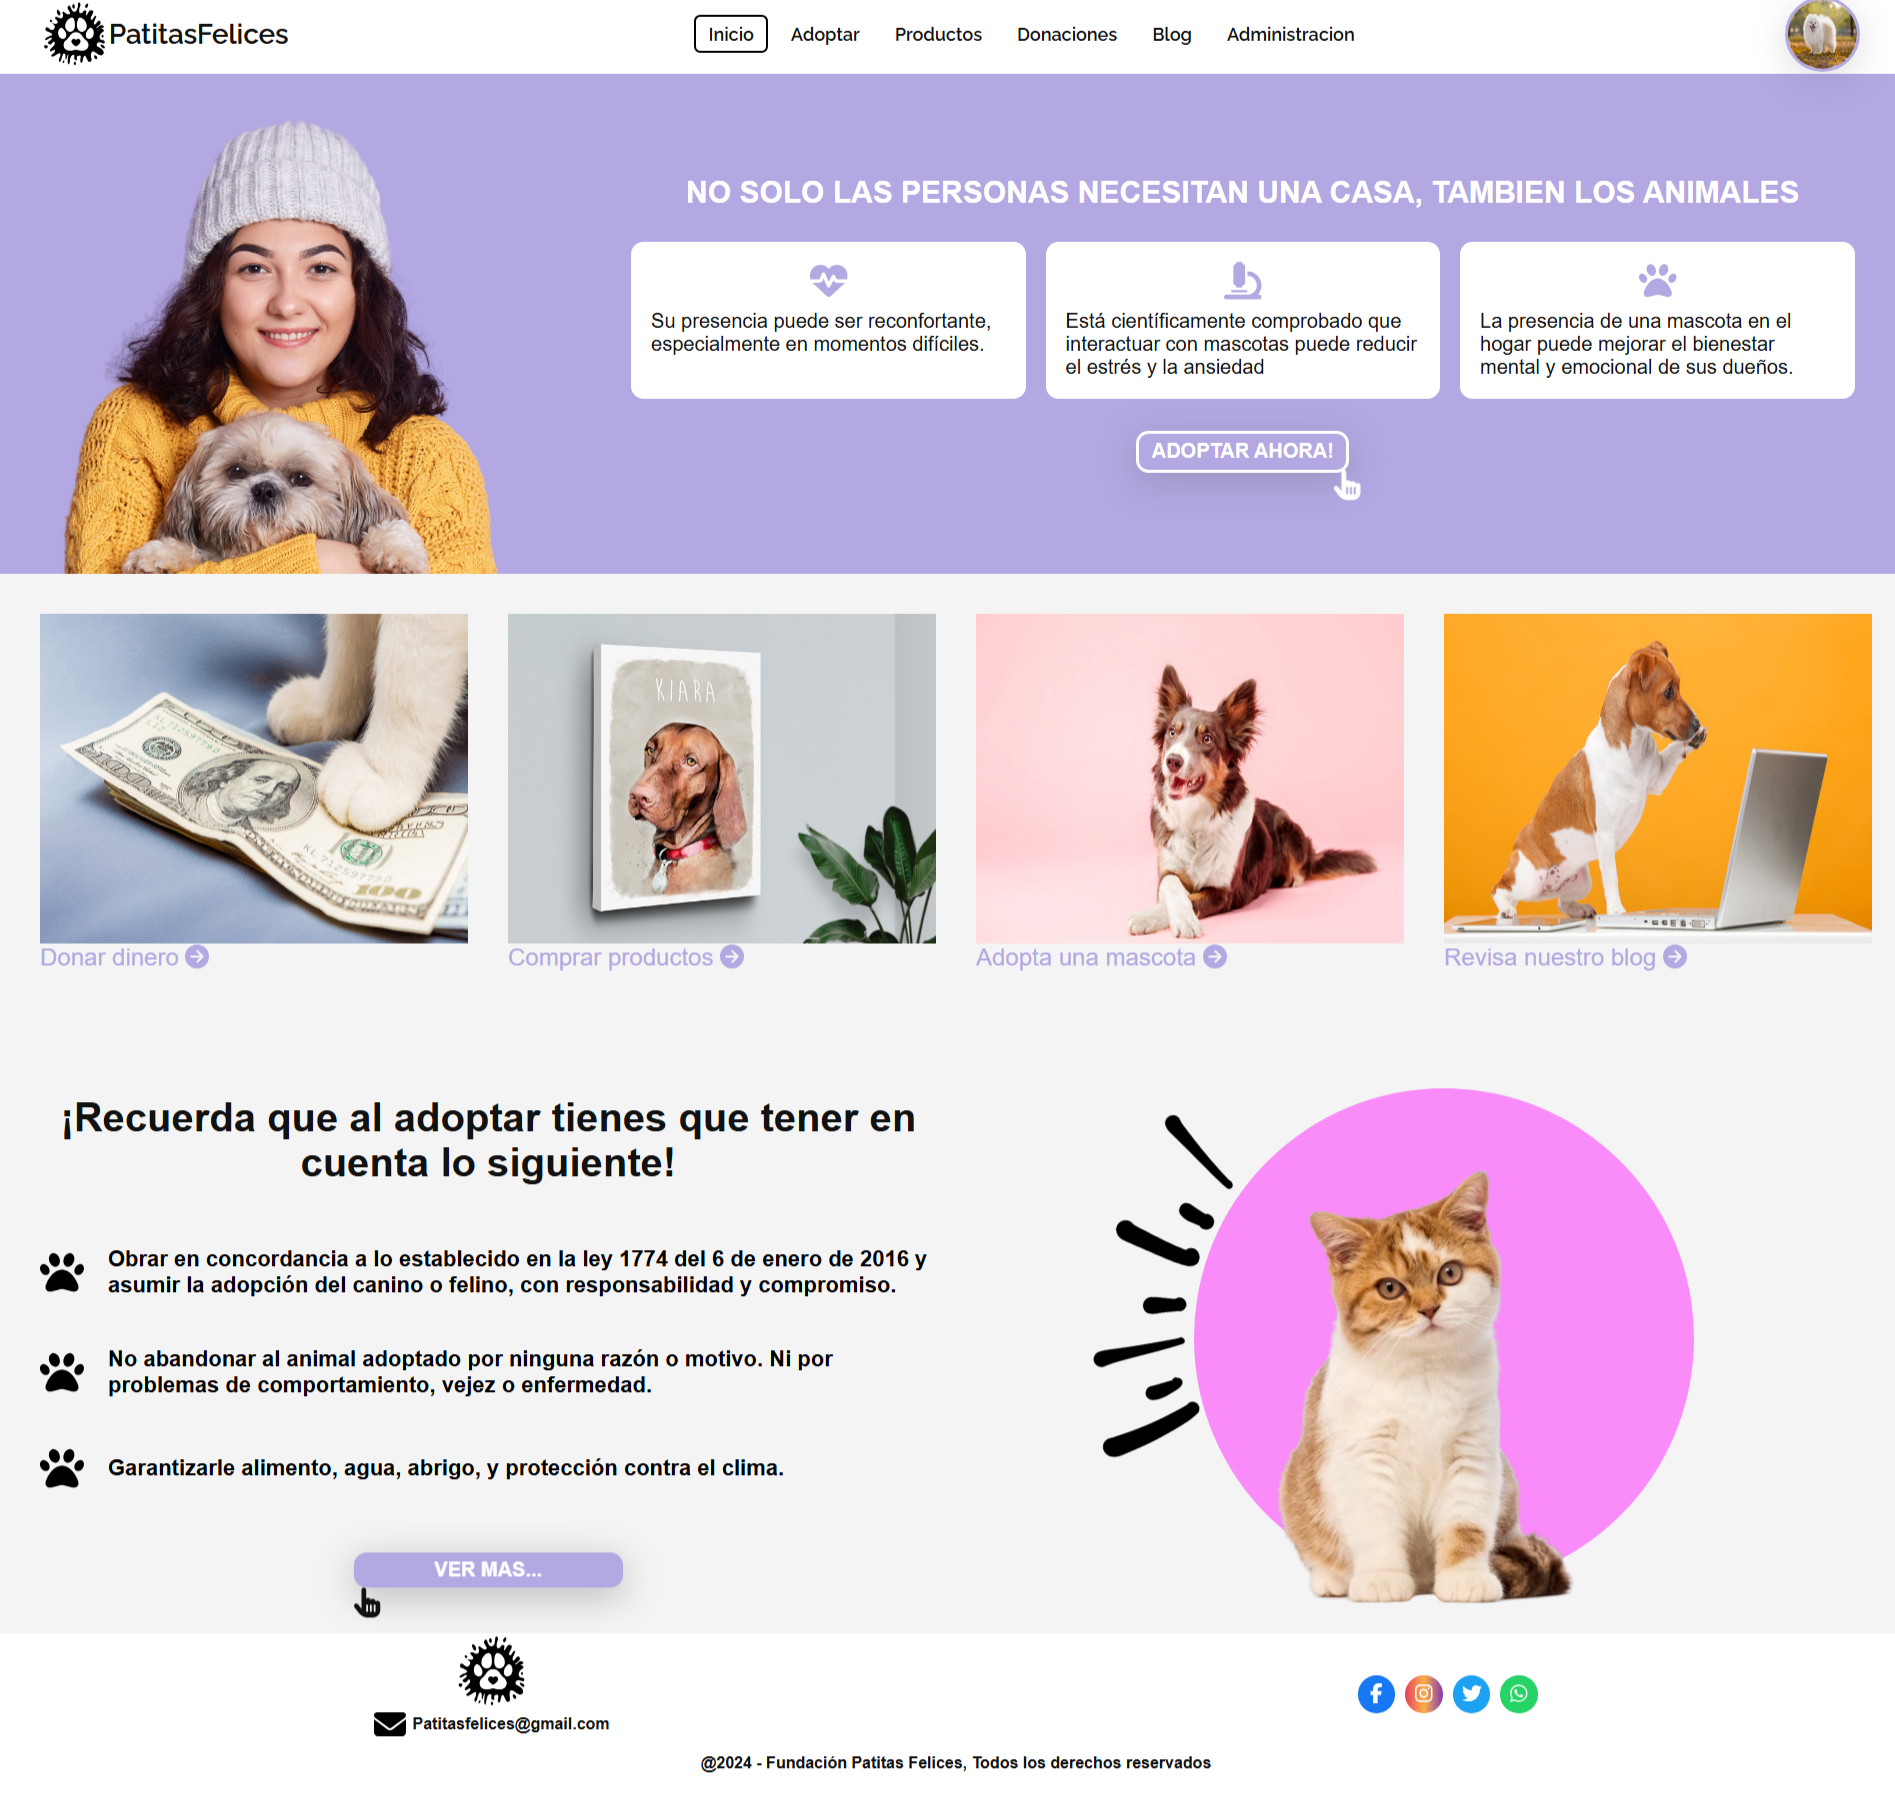 PatitasFelices
Inicio
Adoptar
Productos
Donaciones
Blog
Administracion
NO SOLO LAS PERSONAS NECESITAN UNA CASA, TAMBIEN LOS ANIMALES
Su presencia puede ser reconfortante,
especialmente en momentos difíciles.
Está científicamente comprobado que
interactuar con mascotas puede reducir
el estrés y la ansiedad
La presencia de una mascota en el
hogar puede mejorar el bienestar
mental y emocional de sus dueños.
ADOPTAR AHORA!
100
KIARA
Donar dinero
Comprar productos
Adopta una mascota
Revisa nuestro blog
¡Recuerda que al adoptar tienes que tener en
cuenta lo siguiente!
Obrar en concordancia a lo establecido en la ley 1774 del 6 de enero de 2016 y
asumir la adopción del canino o felino, con responsabilidad y compromiso.
No abandonar al animal adoptado por ninguna razón o motivo. Ni por
problemas de comportamiento, vejez o enfermedad.
Garantizarle alimento, agua, abrigo, y protección contra el clima.
VER MAS...
Patitasfelices@gmail.com
@2024 - Fundación Patitas Felices, Todos los derechos reservados